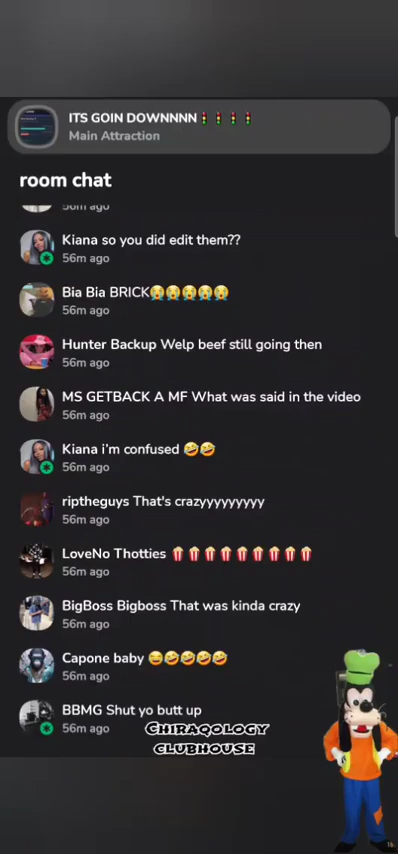 ITS GOIN DOWNNNN🚦🚦🚦🚦
Main Attraction
room chat
56m ago
Kiana so you did edit them??
56m ago
Bia Bia BRICK😭😭😭😭😭
56m ago
Hunter Backup Welp beef still going then
56m ago
MS GETBACK A MF What was said in the video
56m ago
Kiana i'm confused 🤣🤣
56m ago
riptheguys That's crazyyyyyyyyy
56m ago
LoveNo Thotties 🍿🍿🍿🍿🍿🍿🍿🍿🍿
56m ago
BigBoss Bigboss That was kinda crazy
56m ago
Capone baby 😂🤣🤣🤣🤣
56m ago
BBMG Shut yo butt up
56m ago
CHIRAQOLOGY
CLUBHOUSE